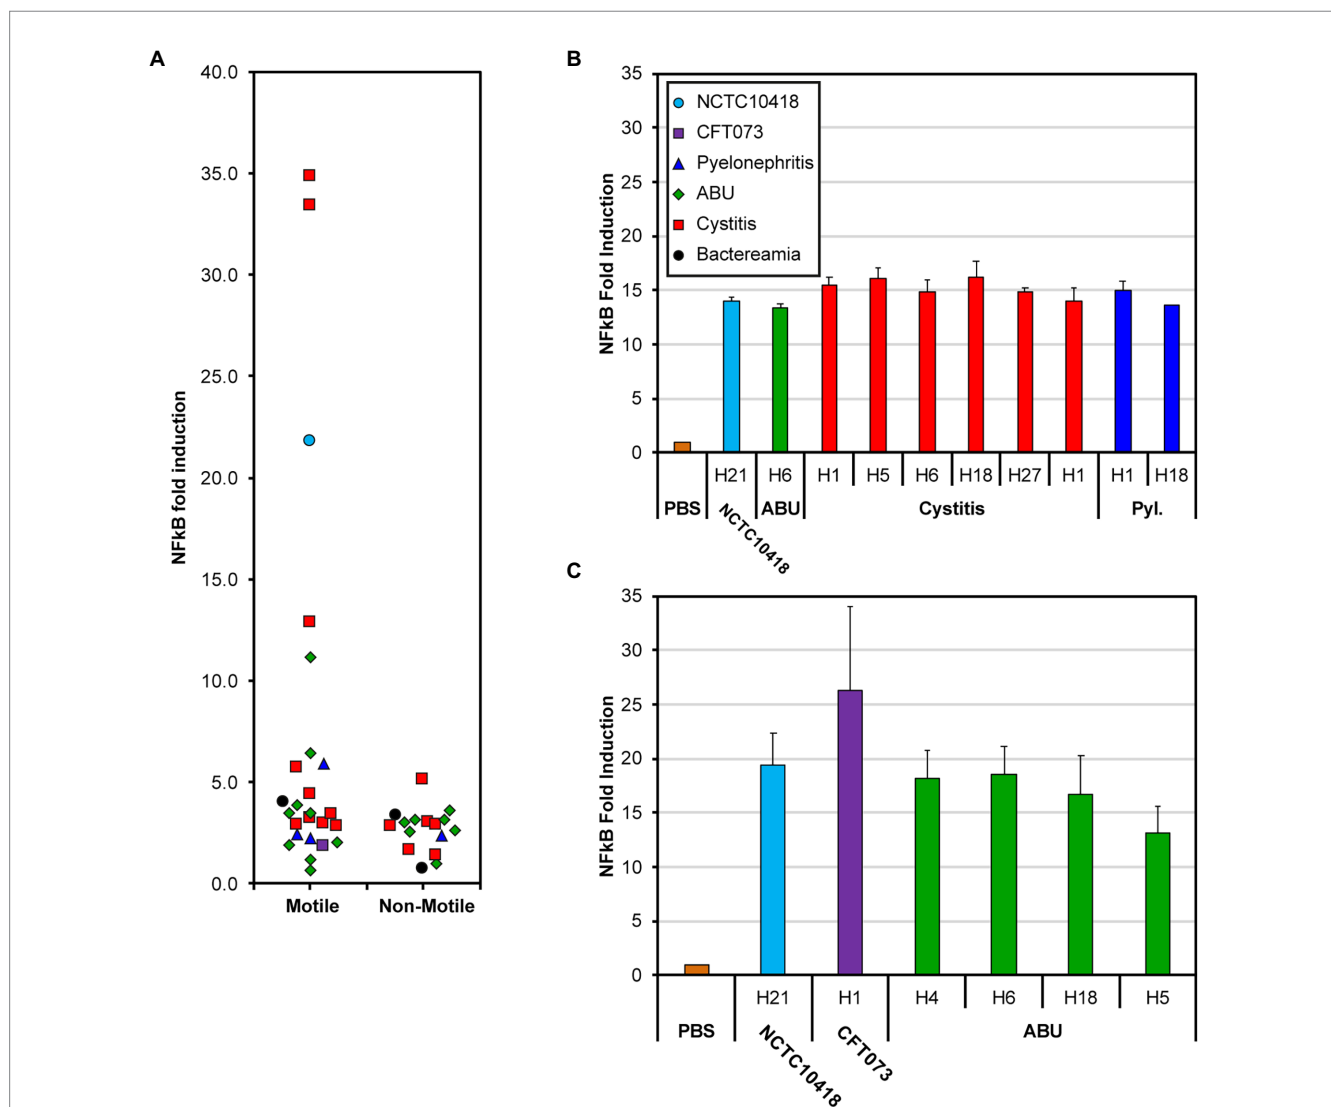 A
40.0
35.0
30.0
25.0
20.0
15.0
10.0
5.0
0.0
NFkB fold induction
Motile Non-Motile
B
35
30
25
20
15
10
5
0
NFkB Fold Induction
NCTC10418
CFT073
Pyelonephritis
ABU
Cystitis
Bactereamia
H21 H6 H1 H5 H6 H18 H27 H1 H1 H18
PBS NCTC10418 ABU Cystitis Pyl.
C
35
30
25
20
15
10
5
0
NFkB Fold Induction
H21 H1 H4 H6 H18 H5
PBS NCTC10418 CFT073 ABU